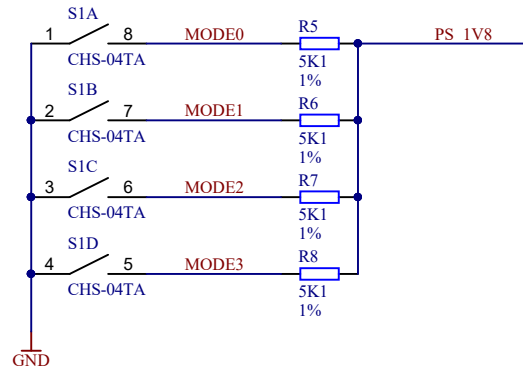 S1A
R5
1 8 MODE0 PS_1V8
CHS-04TA
5K1
1%
S1B
R6
2 7 MODE1
CHS-04TA
5K1
1%
S1C
R7
3 6 MODE2
CHS-04TA
5K1
1%
S1D
R8
4 5 MODE3
CHS-04TA
5K1
1%
GND